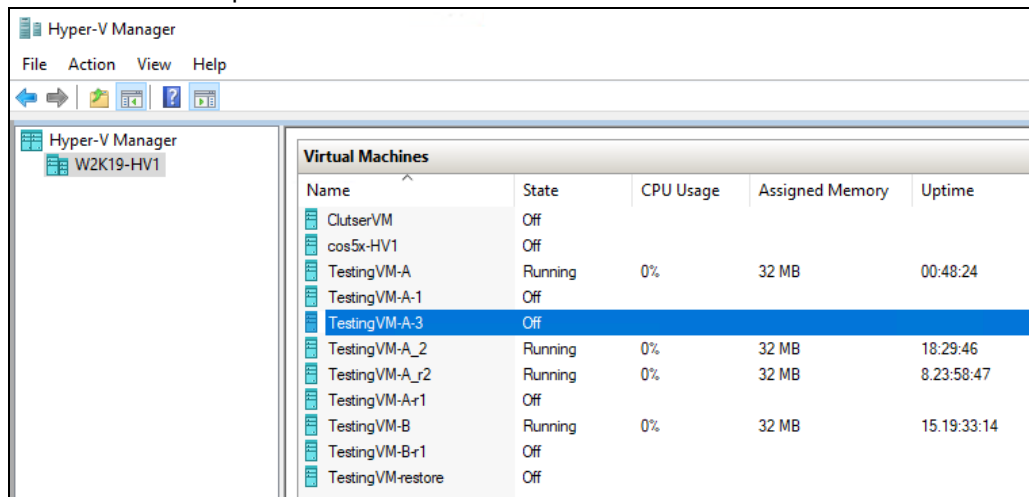 Hyper-V Manager
File Action View Help
Hyper-V Manager
W2K19-HV1
Virtual Machines
Name State CPU Usage Assigned Memory Uptime
ClutserVM Off
cos5x-HV1 Off
TestingVM-A Running 0% 32 MB 00:48:24
TestingVM-A-1 Off
TestingVM-A-3 Off
TestingVM-A_2 Running 0% 32 MB 18:29:46
TestingVM-A_r2 Running 0% 32 MB 8.23:58:47
TestingVM-A-r1 Off
TestingVM-B Running 0% 32 MB 15.19:33:14
TestingVM-B-r1 Off
TestingVM-restore Off